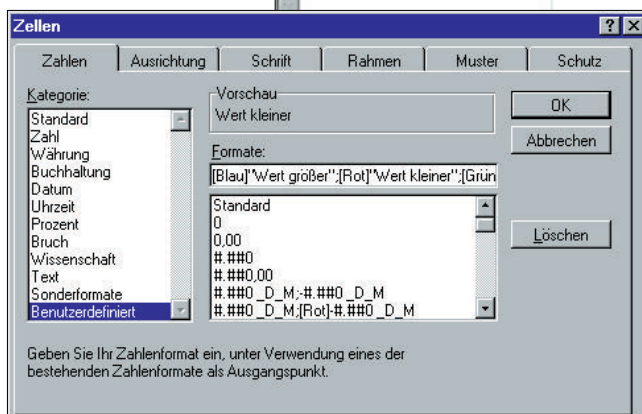 Zellen
Zahlen Ausrichtung Schrift Rahmen Muster Schutz
Kategorie:
Standard
Zahl
Währung
Buchhaltung
Datum
Uhrzeit
Prozent
Bruch
Wissenschaft
Text
Sonderformate
Benutzerdefiniert
Vorschau
Wert kleiner
Formate:
[Blau]"Wert größer";[Rot]"Wert kleiner";[Grün
Standard
0
0,00
#.##0
#.##0,00
#.##0 _D_M;-#.##0 _D_M
#.##0 _D_M;[Rot]-#.##0 _D_M
OK
Abbrechen
Löschen
Geben Sie Ihr Zahlenformat ein, unter Verwendung eines der
bestehenden Zahlenformate als Ausgangspunkt.